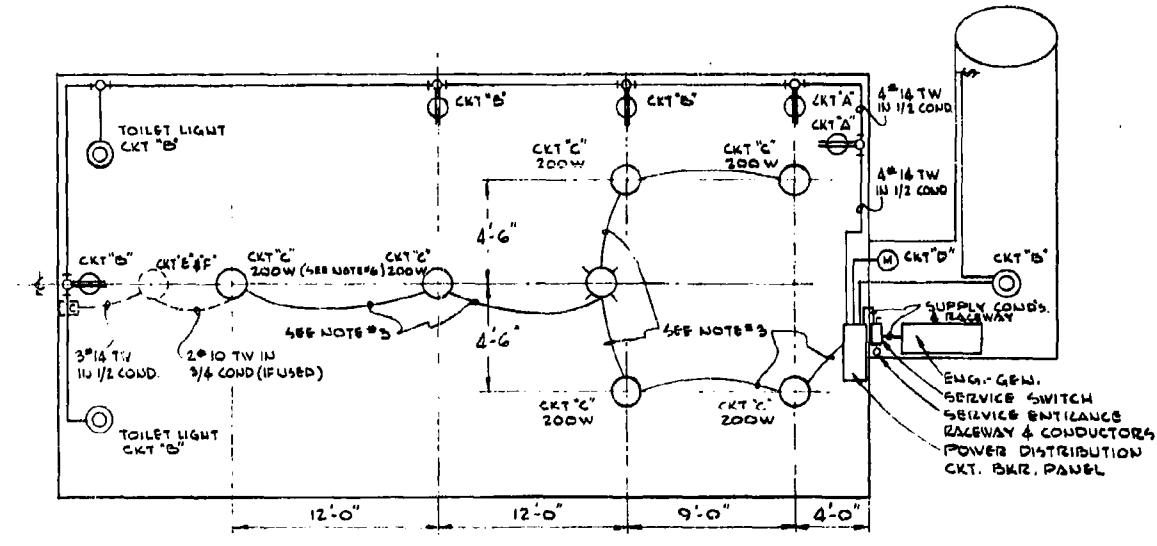 CKT "B"
CKT "B"
CKT "A"
CKT "A"
4#14 TW
IN 1/2 COND
TOILET LIGHT
CKT "B"
CKT "C"
200W
CKT "C"
200W
4#14 TW
IN 1/2 COND
4'-6"
CKT "B"
CKT "E & F"
CKT "C"
200W (SEE NOTE #6)
CKT "C"
200W
M
CKT "D"
CKT "B"
SEE NOTE #3
4'-6"
SEE NOTE #3
SUPPLY COND'S.
& RACEWAY
3#14 TW
IN 1/2 COND.
2#10 TW IN
3/4 COND (IF USED)
CKT "C"
200W
CKT "C"
200W
TOILET LIGHT
CKT "B"
ENG.-GEN.
SERVICE SWITCH
SERVICE ENTRANCE
RACEWAY & CONDUCTORS
POWER DISTRIBUTION
CKT. BKR. PANEL
12'-0"
12'-0"
9'-0"
4'-0"